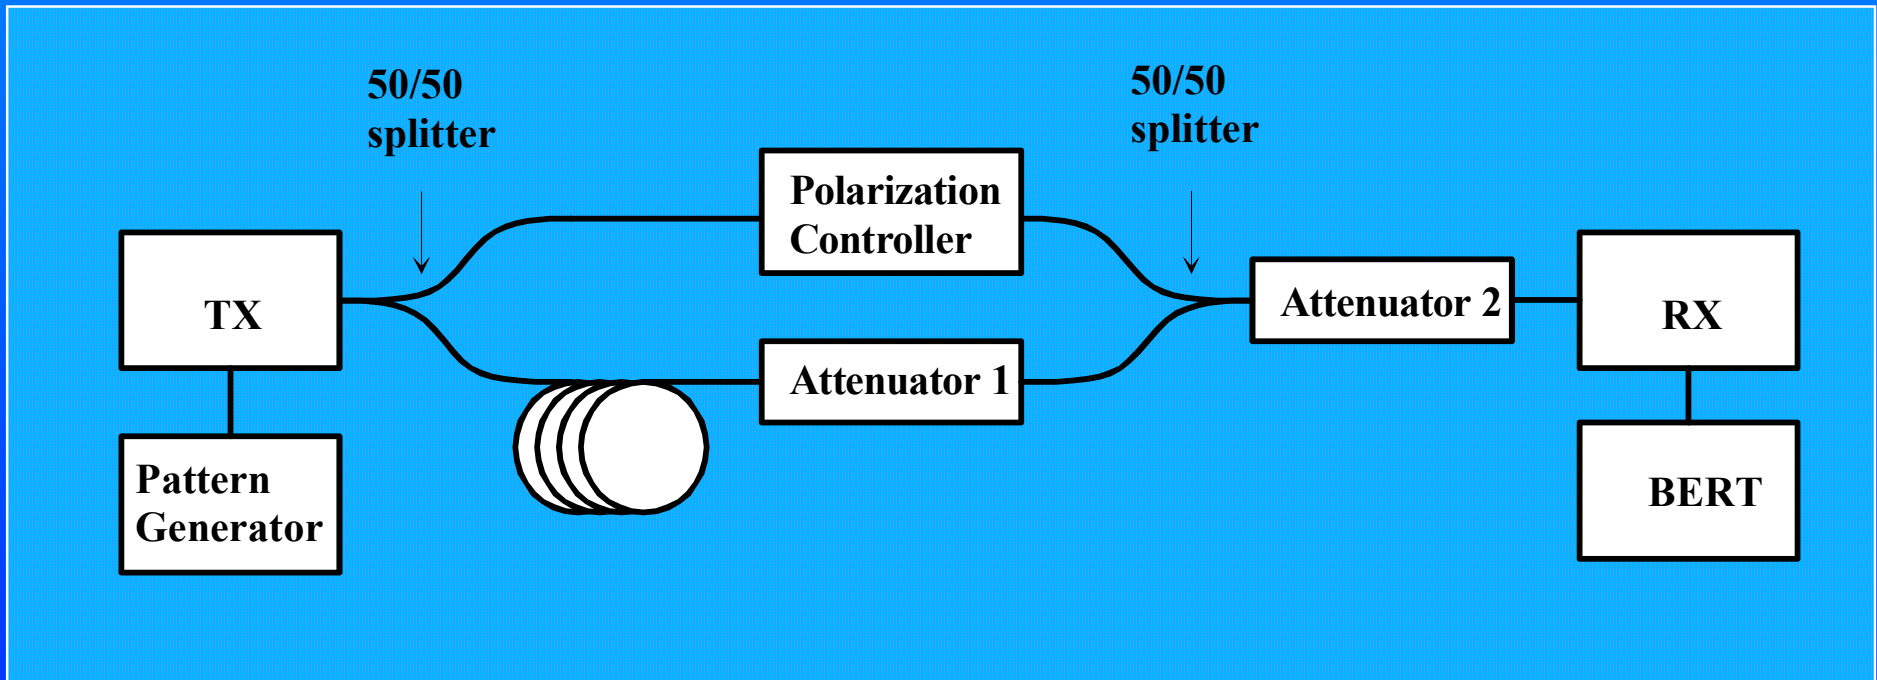 50/50
splitter
50/50
splitter
Polarization
Controller
TX
Attenuator 2
RX
Attenuator 1
Pattern
Generator
BERT